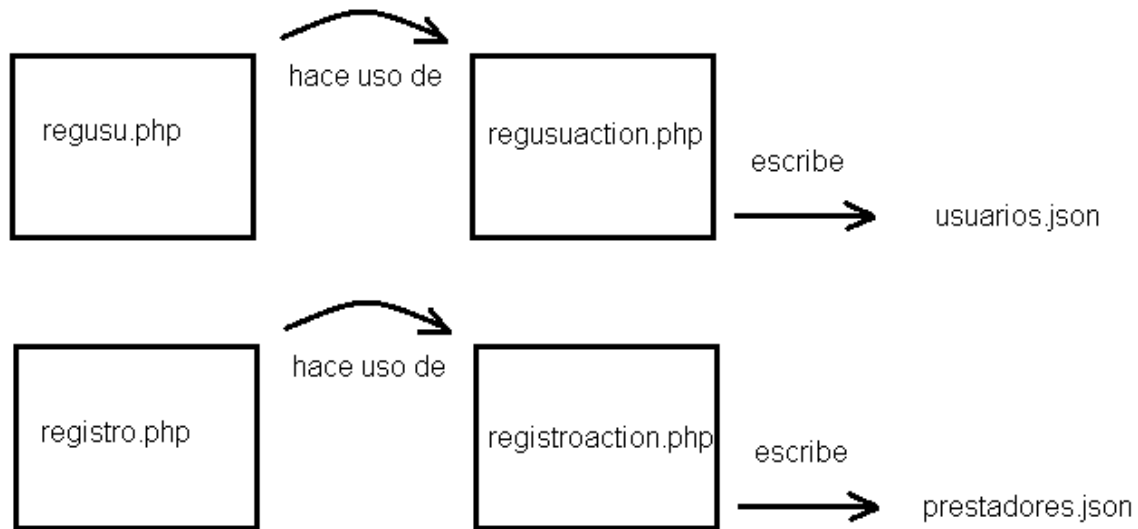 hace uso de
regusu.php
regusuaction.php
escribe
usuarios.json
hace uso de
registro.php
registroaction.php
escribe
prestadores.json